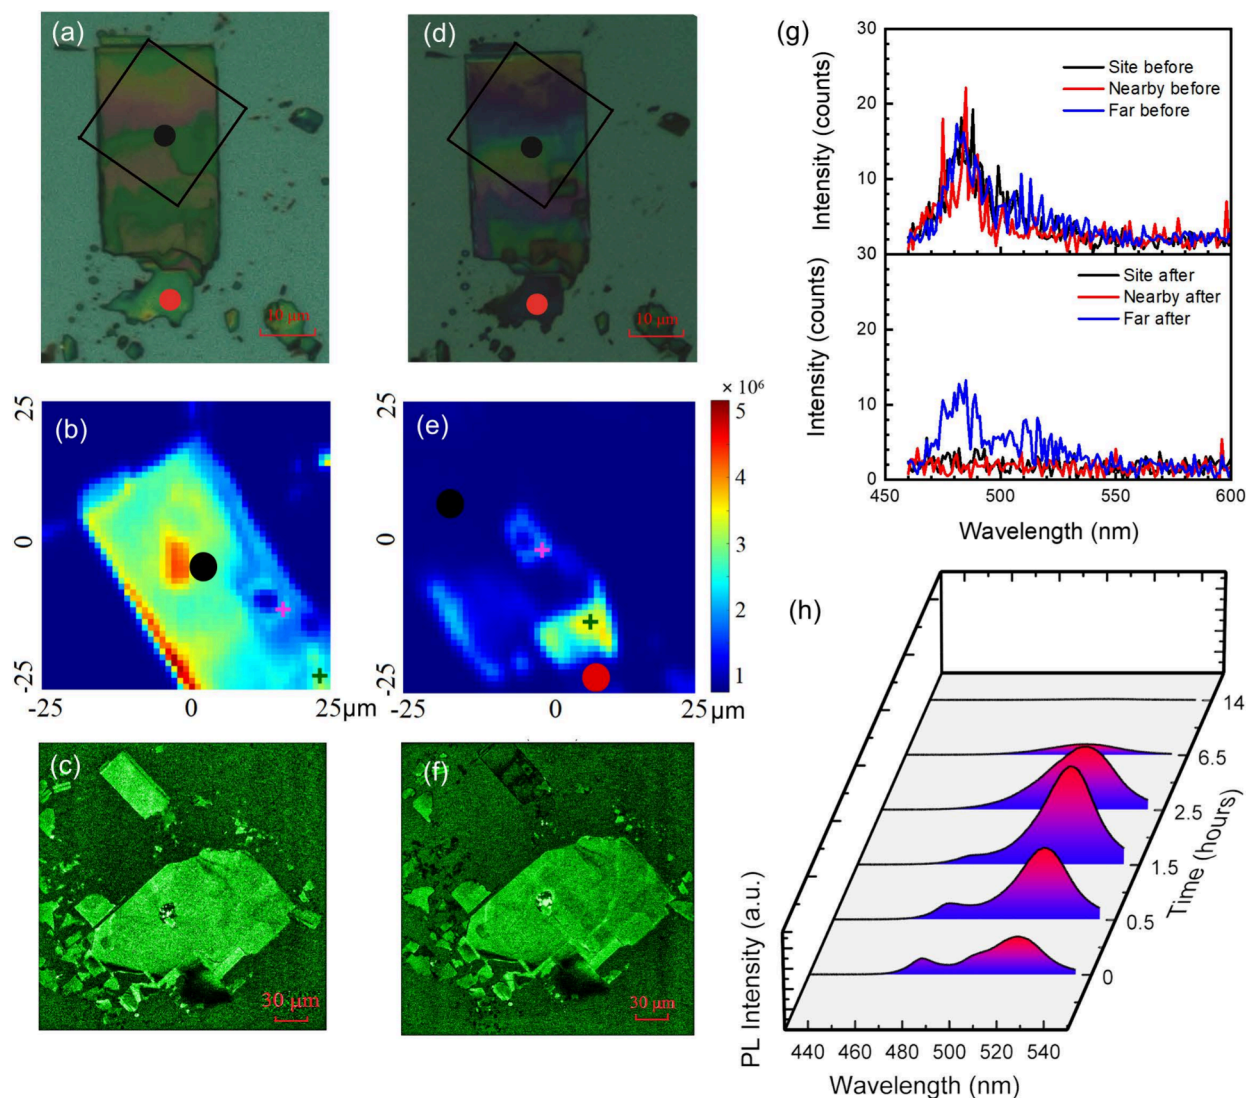 (a)
10 μm
(d)
10 μm
(g)
30
20
10
30
20
10
0
Intensity (counts)
Intensity (counts)
Site before
Nearby before
Far before
Site after
Nearby after
Far after
450 500 550 600
Wavelength (nm)
(b)
25
0
-25
-25 0 25μm
(e)
25
0
-25
-25 0 25μm
× 10⁶
5
4
3
2
1
(c)
30 μm
(f)
30 μm
(h)
PL Intensity (a.u.)
440 460 480 500 520 540
Wavelength (nm)
14
6.5
2.5
1.5
0.5
0
Time (hours)